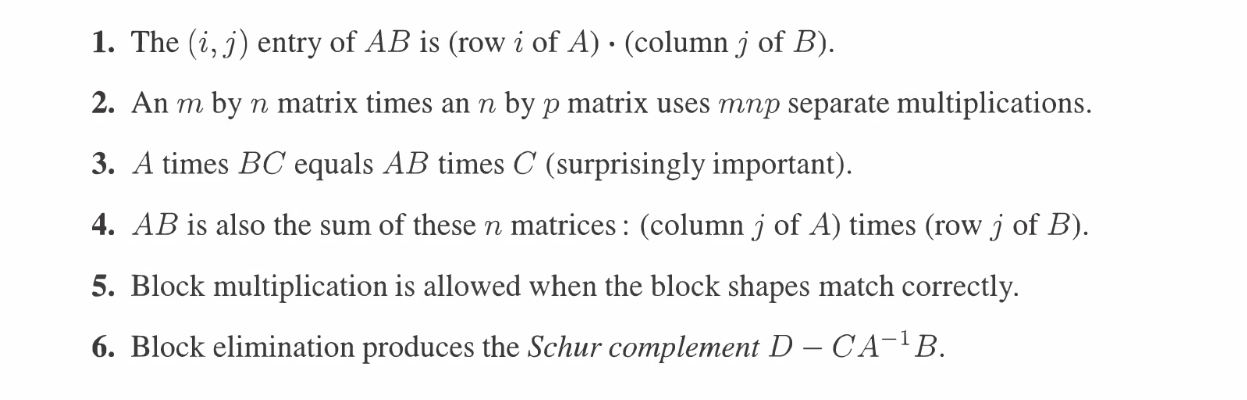 1. The (i, j) entry of AB is (row i of A) · (column j of B).
2. An m by n matrix times an n by p matrix uses mnp separate multiplications.
3. A times BC equals AB times C (surprisingly important).
4. AB is also the sum of these n matrices : (column j of A) times (row j of B).
5. Block multiplication is allowed when the block shapes match correctly.
6. Block elimination produces the Schur complement D − CA⁻¹B.